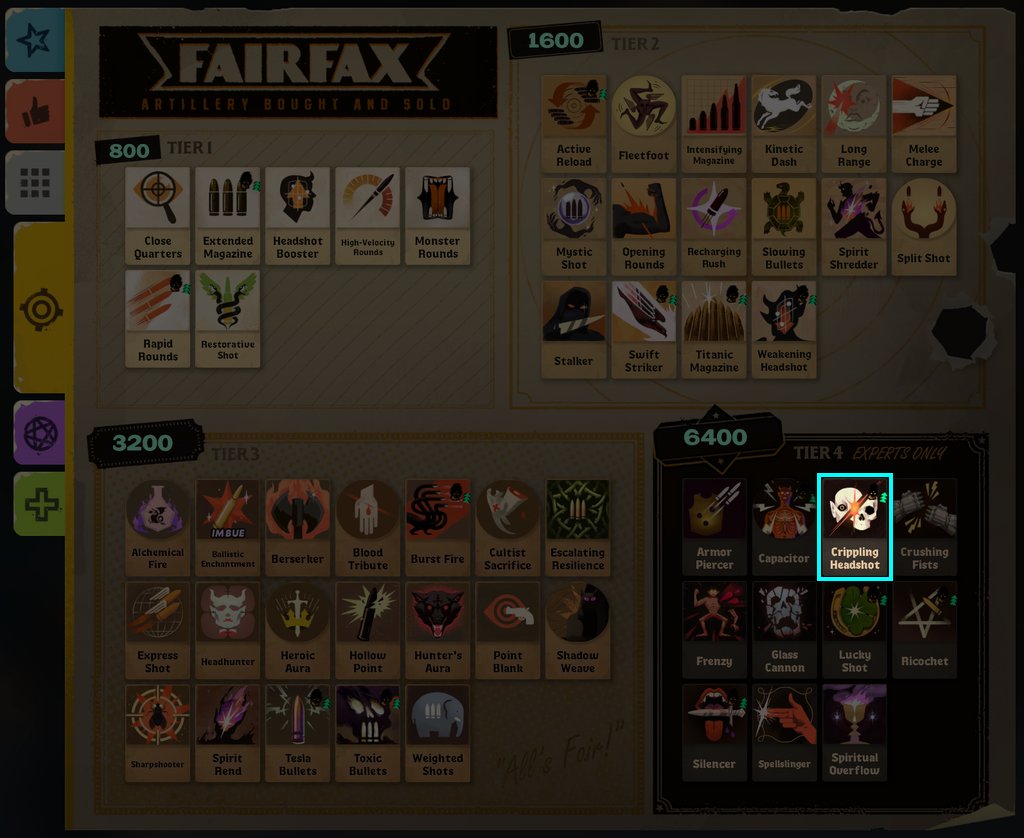 FAIRFAX
ARTILLERY BOUGHT AND SOLD
800 TIER 1
Close Quarters
Extended Magazine
Headshot Booster
High-Velocity Rounds
Monster Rounds
Rapid Rounds
Restorative Shot
1600 TIER 2
Active Reload
Fleetfoot
Intensifying Magazine
Kinetic Dash
Long Range
Melee Charge
Mystic Shot
Opening Rounds
Recharging Rush
Slowing Bullets
Spirit Shredder
Split Shot
Stalker
Swift Striker
Titanic Magazine
Weakening Headshot
3200 TIER 3
Alchemical Fire
IMBUE
Ballistic Enchantment
Berserker
Blood Tribute
Burst Fire
Cultist Sacrifice
Escalating Resilience
Express Shot
Headhunter
Heroic Aura
Hollow Point
Hunter's Aura
Point Blank
Shadow Weave
Sharpshooter
Spirit Rend
Tesla Bullets
Toxic Bullets
Weighted Shots
"All's Fair!"
6400 TIER 4 EXPERTS ONLY
Armor Piercer
Capacitor
Crippling Headshot
Crushing Fists
Frenzy
Glass Cannon
Lucky Shot
Ricochet
Silencer
Spellslinger
Spiritual Overflow